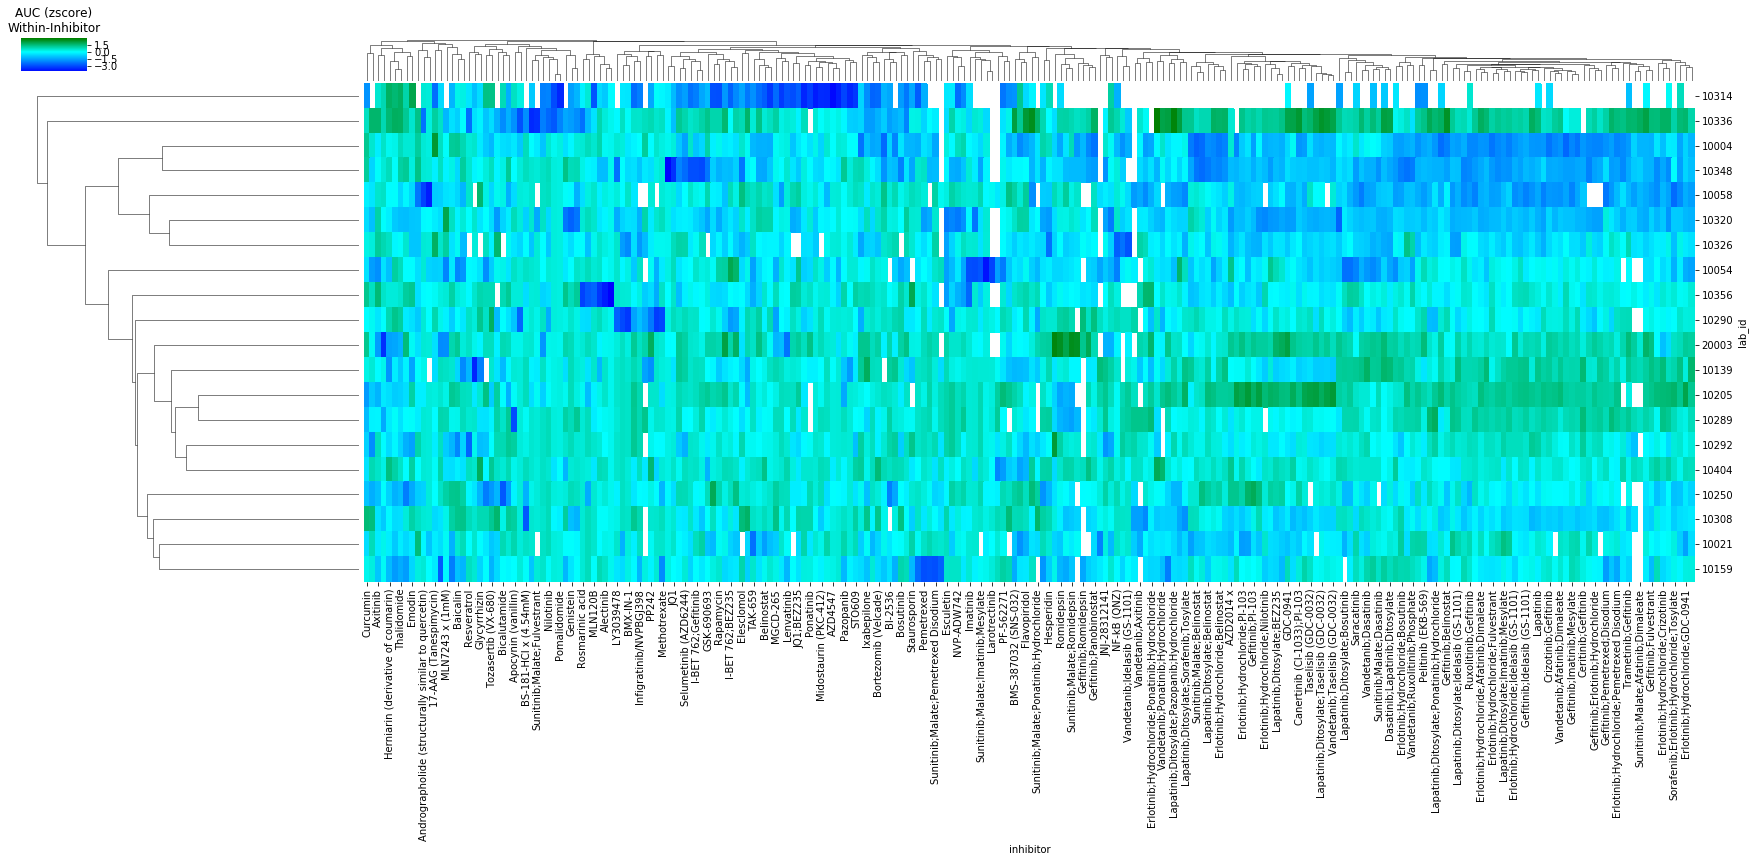 AUC (zscore)
Within-Inhibitor
1.5
0.0
−1.5
−3.0
10314
10336
10004
10348
10058
10320
10326
10054
10356
10290
20003
10139
10205
10289
10292
10404
10250
10308
10021
10159
lab_id
Curcumin
Axitinib
Herniarin (derivative of coumarin)
Thalidomide
Emodin
Andrographolide (structurally similar to quercetin)
17-AAG (Tanespimycin)
MLN7243 x (1mM)
Baicalin
Resveratrol
Glycyrrhizin
Tozasertib (VX-680)
Bicalutamide
Apocynin (vanillin)
BS-181-HCl x (4.54mM)
Sunitinib;Malate;Fulvestrant
Nilotinib
Pomalidomide
Genistein
Rosmarinic acid
MLN120B
Alectinib
LY3039478
BMX-IN-1
Infigratinib/NVPBGJ398
PP242
Methotrexate
JQ1
Selumetinib (AZD6244)
I-BET 762;Gefitinib
GSK-690693
Rapamycin
I-BET 762;BEZ235
Elesclomol
TAK-659
Belinostat
MGCD-265
Lenvatinib
JQ1;BEZ235
Ponatinib
Midostaurin (PKC-412)
AZD4547
Pazopanib
STO609
Ixabepilone
Bortezomib (Velcade)
BI-2536
Bosutinib
Staurosporin
Pemetrexed
Sunitinib;Malate;Pemetrexed Disodium
Esculetin
NVP-ADW742
Imatinib
Sunitinib;Malate;Imatinib;Mesylate
Larotrectinib
PF-562271
BMS-387032 (SNS-032)
Flavopiridol
Sunitinib;Malate;Ponatinib;Hydrochloride
Hesperidin
Romidepsin
Sunitinib;Malate;Romidepsin
Gefitinib;Romidepsin
Gefitinib;Panobinostat
JNJ-28312141
NF-kB (QNZ)
Vandetanib;Idelasib (GS-1101)
Vandetanib;Axitinib
Erlotinib;Hydrochloride;Ponatinib;Hydrochloride
Vandetanib;Ponatinib;Hydrochloride
Lapatinib;Ditosylate;Pazopanib;Hydrochloride
Lapatinib;Ditosylate;Sorafenib;Tosylate
Sunitinib;Malate;Belinostat
Lapatinib;Ditosylate;Belinostat
Erlotinib;Hydrochloride;Belinostat
AZD2014 x
Erlotinib;Hydrochloride;PI-103
Gefitinib;PI-103
Erlotinib;Hydrochloride;Nilotinib
Lapatinib;Ditosylate;BEZ235
GDC-0941
Canertinib (CI-1033);PI-103
Taselisib (GDC-0032)
Lapatinib;Ditosylate;Taselisib (GDC-0032)
Vandetanib;Taselisib (GDC-0032)
Lapatinib;Ditosylate;Bosutinib
Saracatinib
Vandetanib;Dasatinib
Sunitinib;Malate;Dasatinib
Dasatinib;Lapatinib;Ditosylate
Erlotinib;Hydrochloride;Bosutinib
Vandetanib;Ruxolitinib;Phosphate
Pelitinib (EKB-569)
Lapatinib;Ditosylate;Ponatinib;Hydrochloride
Gefitinib;Belinostat
Lapatinib;Ditosylate;Idelasib (GS-1101)
Ruxolitinib;Gefitinib
Erlotinib;Hydrochloride;Afatinib;Dimaleate
Erlotinib;Hydrochloride;Fulvestrant
Lapatinib;Ditosylate;Imatinib;Mesylate
Erlotinib;Hydrochloride;Idelasib (GS-1101)
Gefitinib;Idelasib (GS-1101)
Lapatinib
Crizotinib;Gefitinib
Vandetanib;Afatinib;Dimaleate
Gefitinib;Imatinib;Mesylate
Ceritinib;Gefitinib
Gefitinib;Erlotinib;Hydrochloride
Gefitinib;Pemetrexed;Disodium
Erlotinib;Hydrochloride;Pemetrexed Disodium
Trametinib;Gefitinib
Sunitinib;Malate;Afatinib;Dimaleate
Gefitinib;Fulvestrant
Erlotinib;Hydrochloride;Crizotinib
Sorafenib;Erlotinib;Hydrochloride;Tosylate
Erlotinib;Hydrochloride;GDC-0941
inhibitor